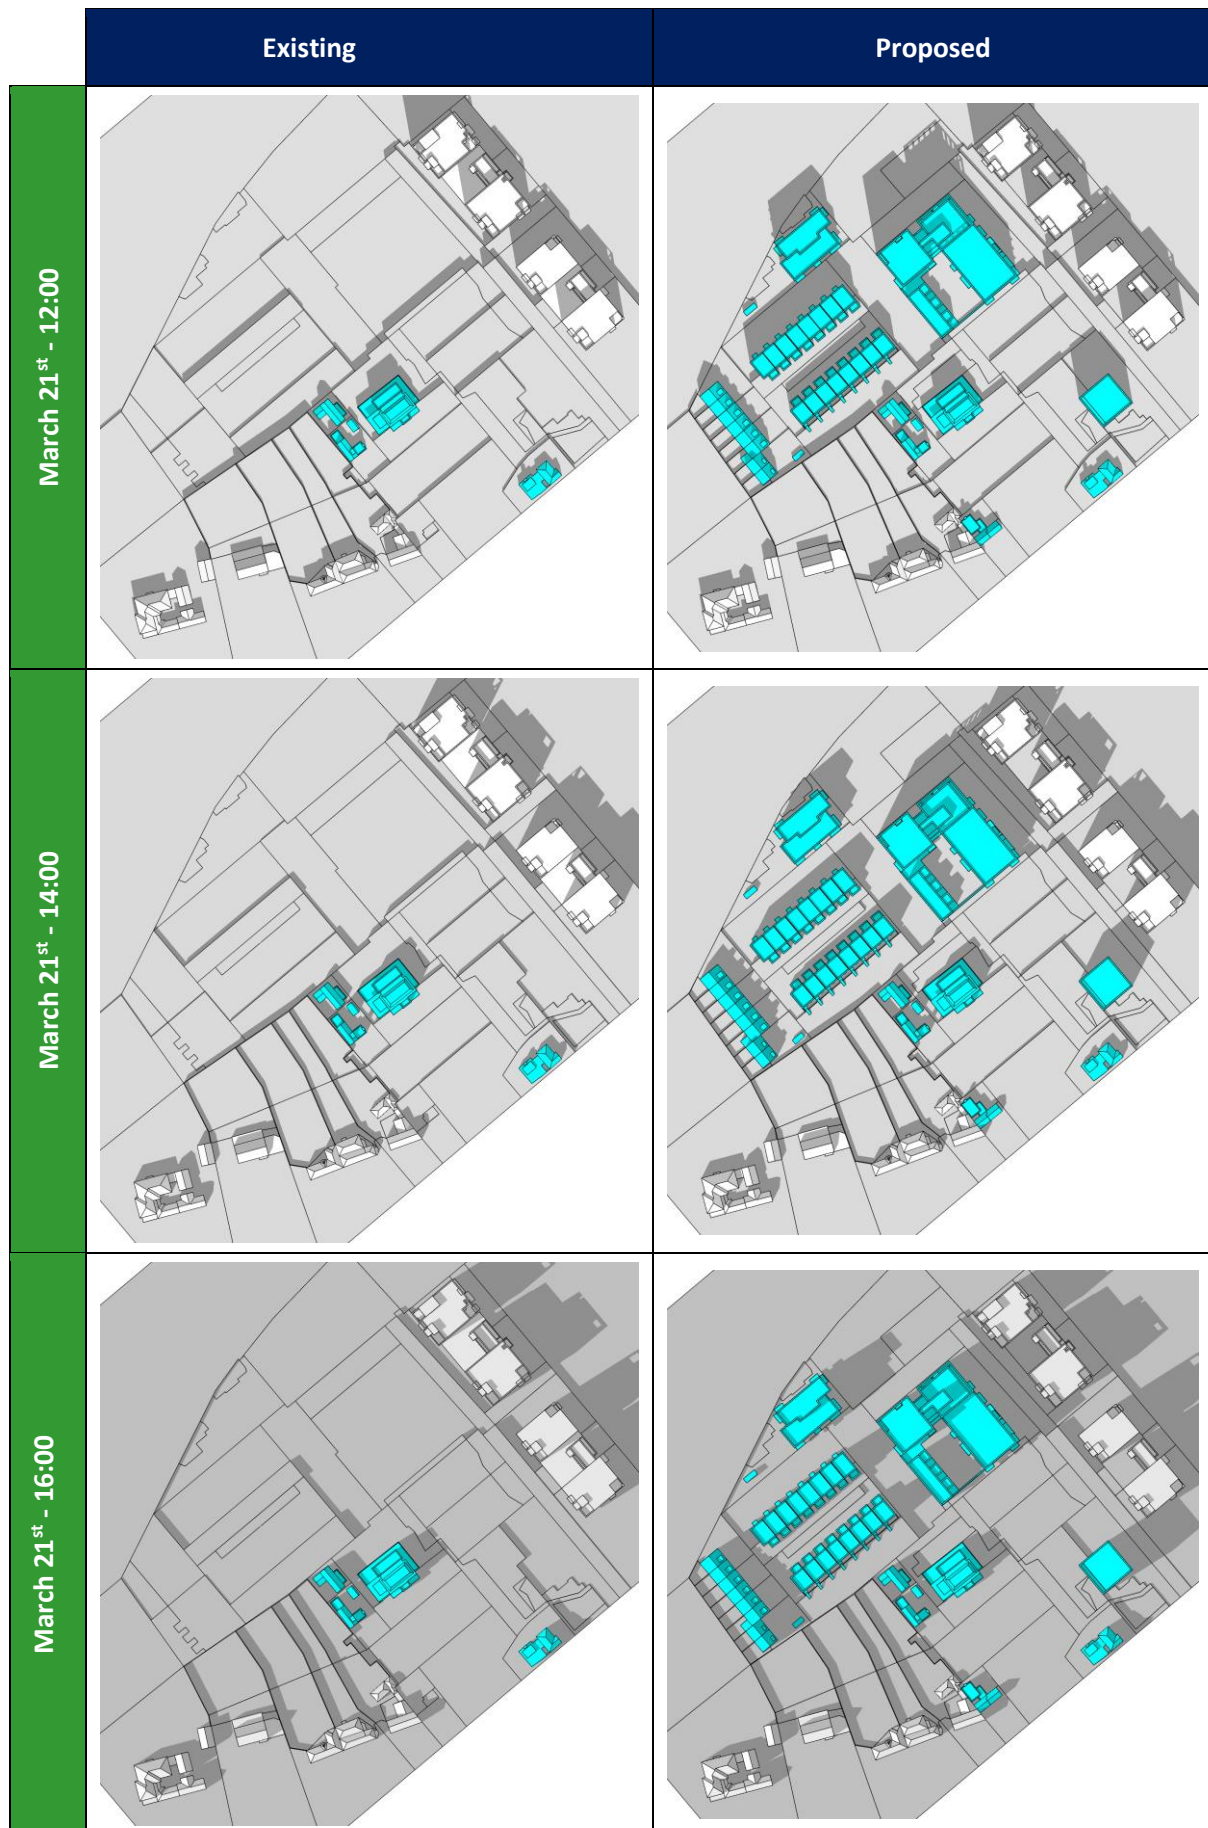 Existing
Proposed
March 21st - 12:00
March 21st - 14:00
March 21st - 16:00